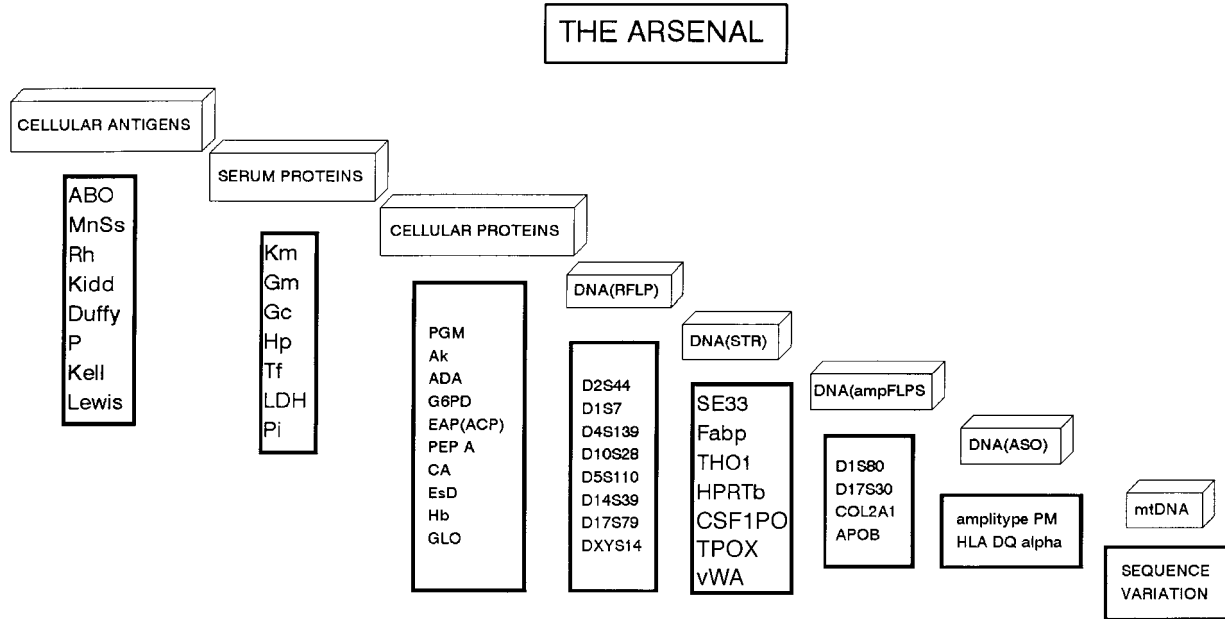 THE ARSENAL
CELLULAR ANTIGENS
ABO
MnSs
Rh
Kidd
Duffy
P
Kell
Lewis
SERUM PROTEINS
Km
Gm
Gc
Hp
Tf
LDH
Pi
CELLULAR PROTEINS
PGM
Ak
ADA
G6PD
EAP(ACP)
PEP A
CA
EsD
Hb
GLO
DNA(RFLP)
D2S44
D1S7
D4S139
D10S28
D5S110
D14S39
D17S79
DXYS14
DNA(STR)
SE33
Fabp
THO1
HPRTb
CSF1PO
TPOX
vWA
DNA(ampFLPS
D1S80
D17S30
COL2A1
APOB
DNA(ASO)
amplitype PM
HLA DQ alpha
mtDNA
SEQUENCE
VARIATION